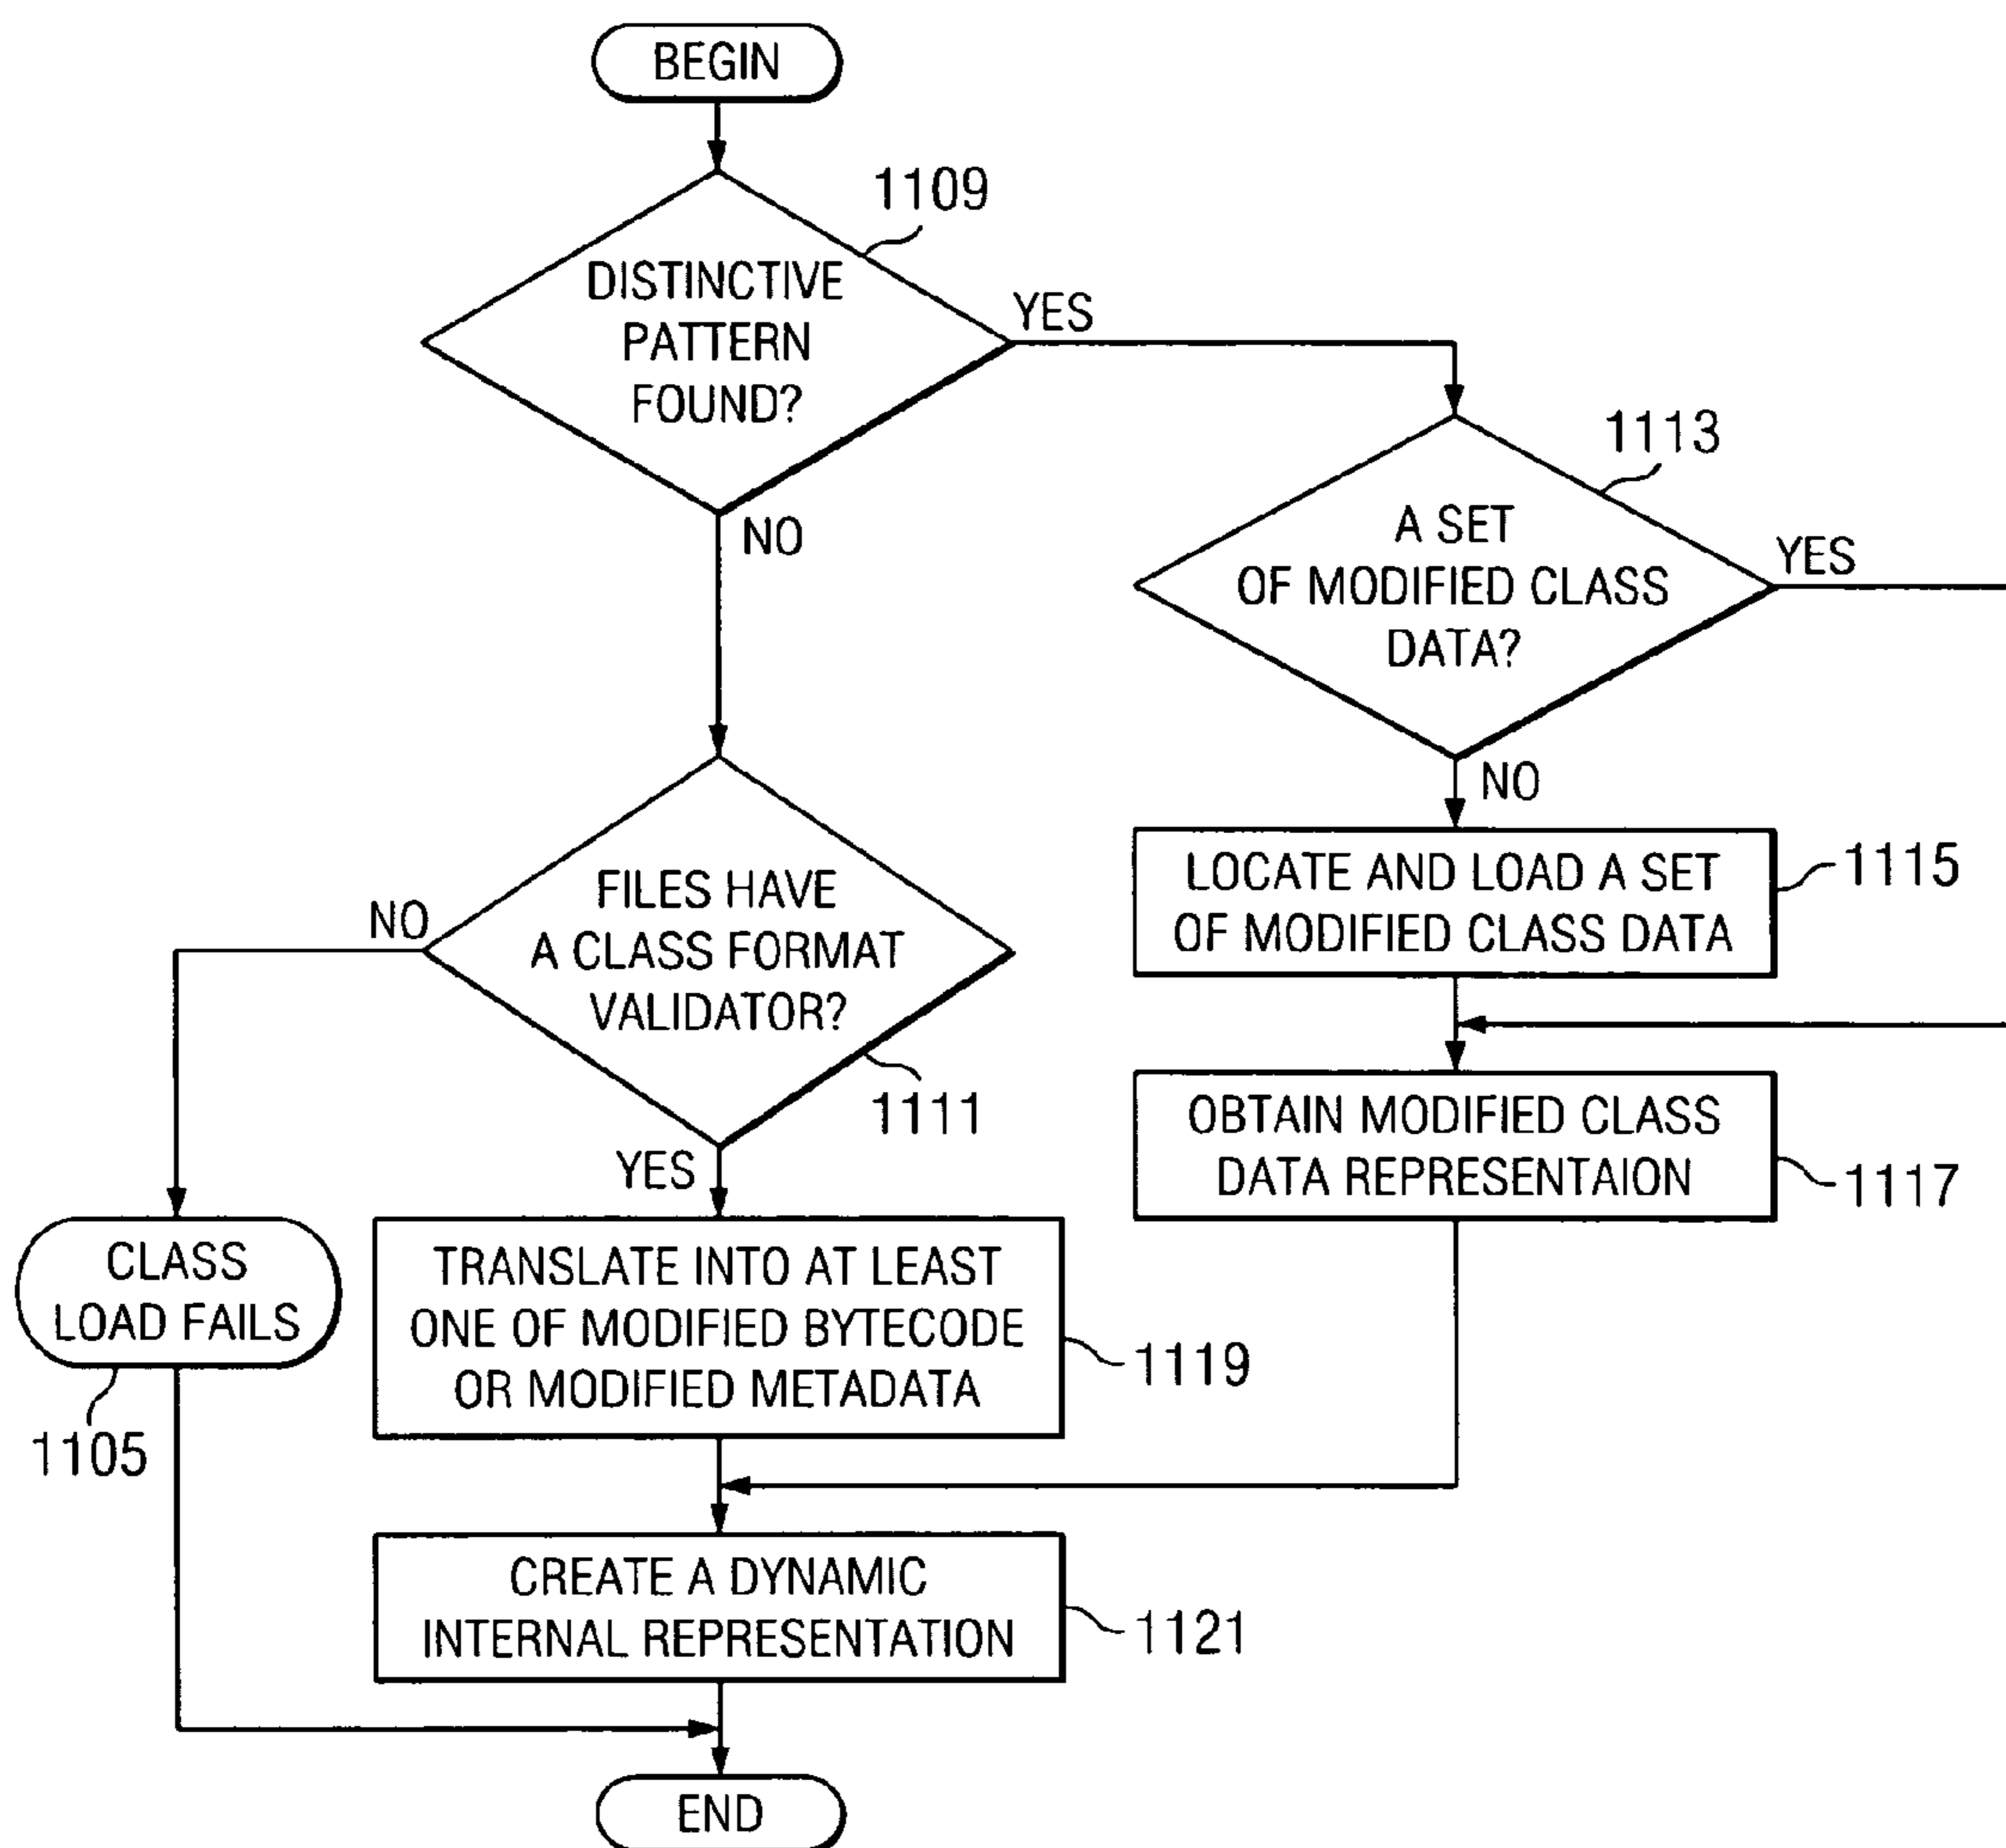 BEGIN
1109
DISTINCTIVE
PATTERN
FOUND?
YES
NO
1113
A SET
OF MODIFIED CLASS
DATA?
YES
NO
LOCATE AND LOAD A SET
OF MODIFIED CLASS DATA
1115
FILES HAVE
A CLASS FORMAT
VALIDATOR?
NO
1111
YES
OBTAIN MODIFIED CLASS
DATA REPRESENTAION
1117
CLASS
LOAD FAILS
1105
TRANSLATE INTO AT LEAST
ONE OF MODIFIED BYTECODE
OR MODIFIED METADATA
1119
CREATE A DYNAMIC
INTERNAL REPRESENTATION
1121
END